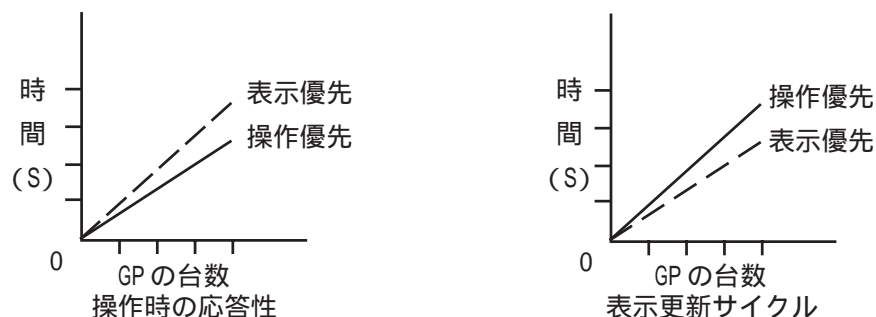 時
間
(S)
表示優先
操作優先
0
GPの台数
操作時の応答性
時
間
(S)
操作優先
表示優先
0
GPの台数
表示更新サイクル